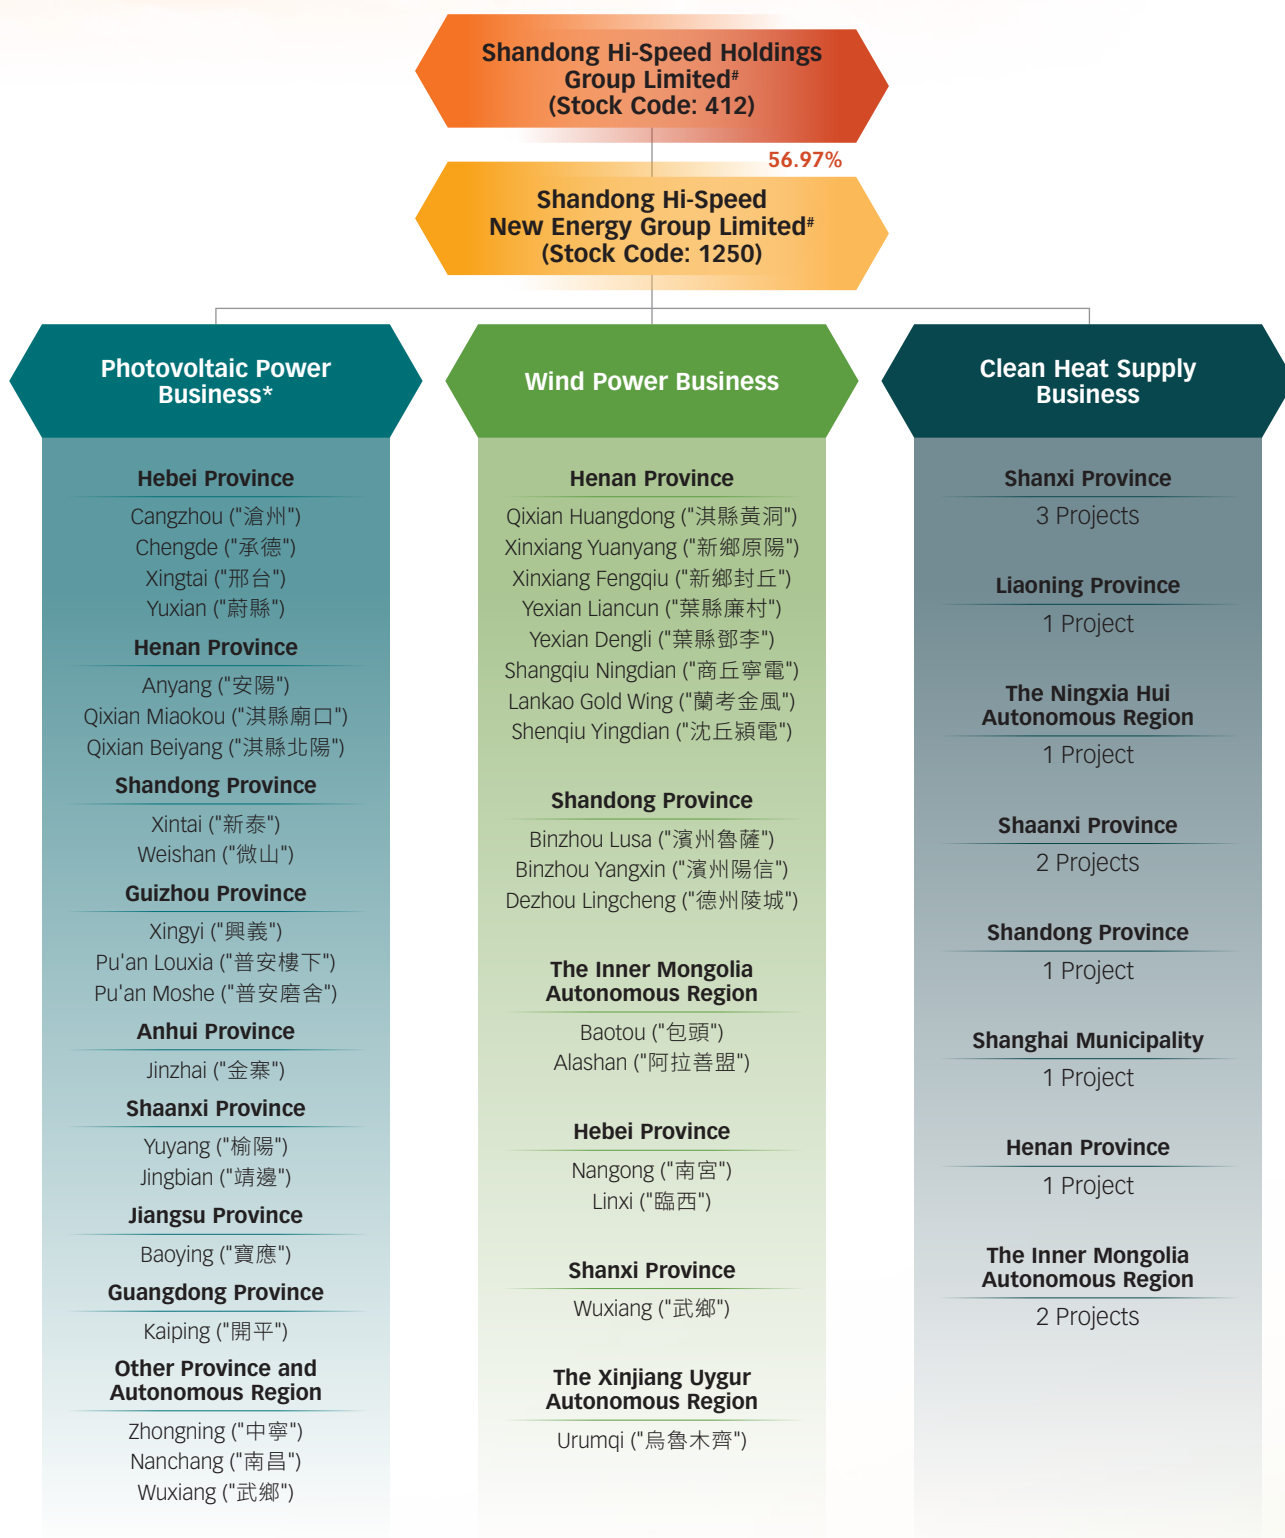 Shandong Hi-Speed Holdings
Group Limited#
(Stock Code: 412)
56.97%
Shandong Hi-Speed
New Energy Group Limited#
(Stock Code: 1250)
Photovoltaic Power
Business*
Hebei Province
Cangzhou ("滄州")
Chengde ("承德")
Xingtai ("邢台")
Yuxian ("蔚縣")
Henan Province
Anyang ("安陽")
Qixian Miaokou ("淇縣廟口")
Qixian Beiyang ("淇縣北陽")
Shandong Province
Xintai ("新泰")
Weishan ("微山")
Guizhou Province
Xingyi ("興義")
Pu'an Louxia ("普安樓下")
Pu'an Moshe ("普安磨舍")
Anhui Province
Jinzhai ("金寨")
Shaanxi Province
Yuyang ("榆陽")
Jingbian ("靖邊")
Jiangsu Province
Baoying ("寶應")
Guangdong Province
Kaiping ("開平")
Other Province and
Autonomous Region
Zhongning ("中寧")
Nanchang ("南昌")
Wuxiang ("武鄉")
Wind Power Business
Henan Province
Qixian Huangdong ("淇縣黃洞")
Xinxiang Yuanyang ("新鄉原陽")
Xinxiang Fengqiu ("新鄉封丘")
Yexian Liancun ("葉縣廉村")
Yexian Dengli ("葉縣鄧李")
Shangqiu Ningdian ("商丘寧電")
Lankao Gold Wing ("蘭考金風")
Shenqiu Yingdian ("沈丘潁電")
Shandong Province
Binzhou Lusa ("濱州魯薩")
Binzhou Yangxin ("濱州陽信")
Dezhou Lingcheng ("德州陵城")
The Inner Mongolia
Autonomous Region
Baotou ("包頭")
Alashan ("阿拉善盟")
Hebei Province
Nangong ("南宮")
Linxi ("臨西")
Shanxi Province
Wuxiang ("武鄉")
The Xinjiang Uygur
Autonomous Region
Urumqi ("烏魯木齊")
Clean Heat Supply
Business
Shanxi Province
3 Projects
Liaoning Province
1 Project
The Ningxia Hui
Autonomous Region
1 Project
Shaanxi Province
2 Projects
Shandong Province
1 Project
Shanghai Municipality
1 Project
Henan Province
1 Project
The Inner Mongolia
Autonomous Region
2 Projects